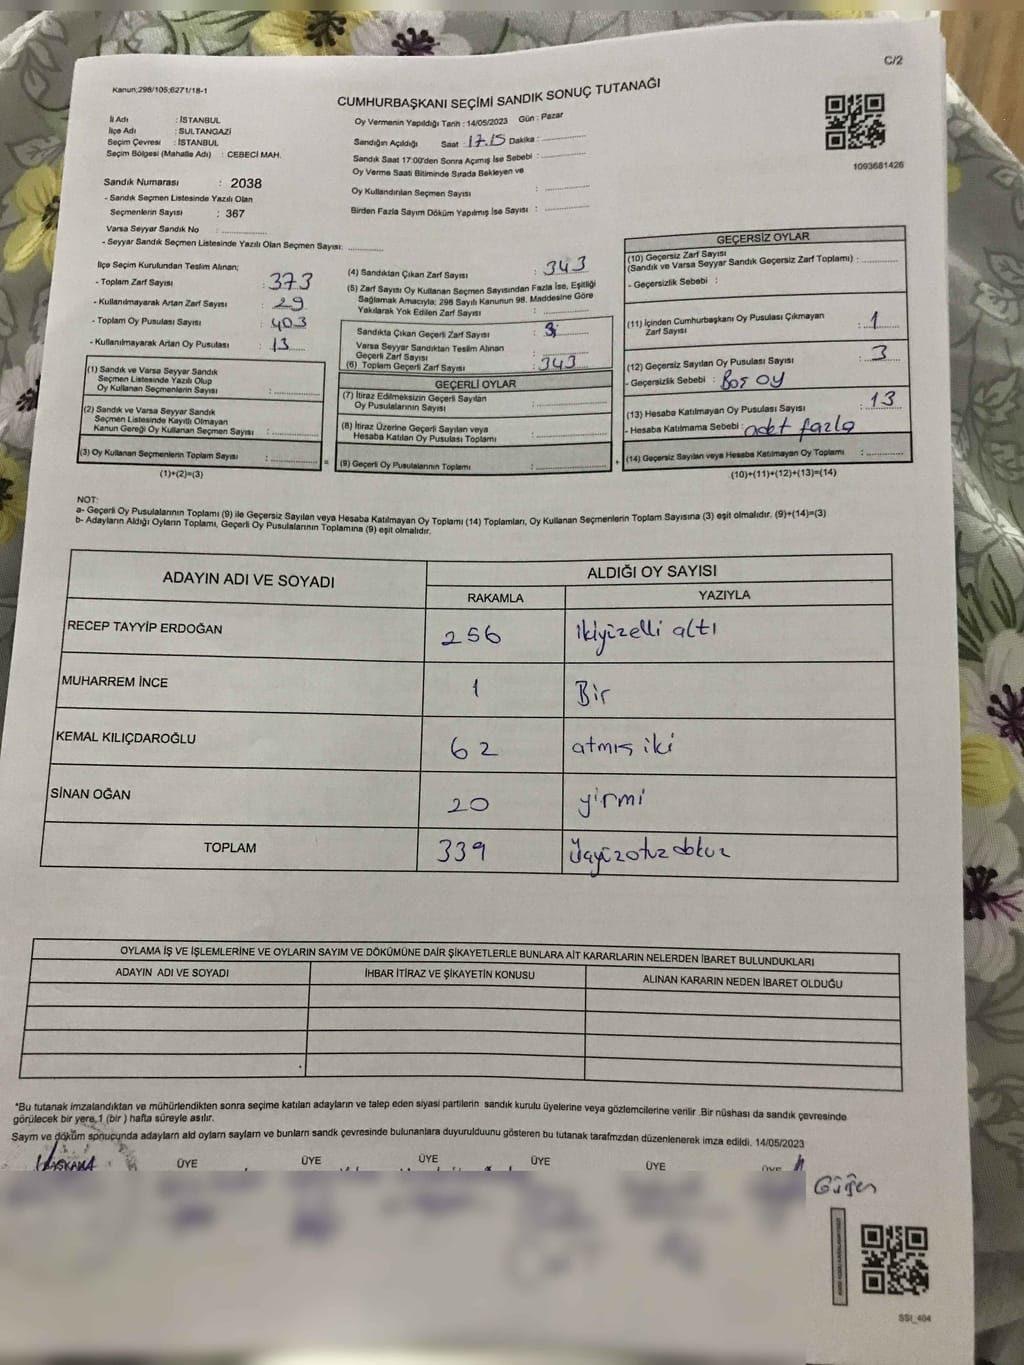 C/2
Kanun;298/105;6271/18-1
CUMHURBAŞKANI SEÇİMİ SANDIK SONUÇ TUTANAĞI
İl Adı : İSTANBUL
İlçe Adı : SULTANGAZİ
Seçim Çevresi : İSTANBUL
Seçim Bölgesi (Mahalle Adı) : CEBECİ MAH.
Sandık Numarası : 2038
- Sandık Seçmen Listesinde Yazılı Olan
Seçmenlerin Sayısı : 367
Varsa Seyyar Sandık No :
- Seyyar Sandık Seçmen Listesinde Yazılı Olan Seçmen Sayısı:
Oy Vermenin Yapıldığı Tarih : 14/05/2023 Gün : Pazar
Sandığın Açıldığı Saat : 17.15 Dakika :
Sandık Saat 17:00'den Sonra Açımış İse Sebebi :
Oy Verme Saati Bitiminde Sırada Bekleyen ve
Oy Kullandırılan Seçmen Sayısı :
Birden Fazla Sayım Döküm Yapılmış İse Sayısı :
1093681426
İlçe Seçim Kurulundan Teslim Alınan;
- Toplam Zarf Sayısı : 373
- Kullanılmayarak Artan Zarf Sayısı : 29
- Toplam Oy Pusulası Sayısı : 403
- Kullanılmayarak Artan Oy Pusulası : 13
(1) Sandık ve Varsa Seyyar Sandık
Seçmen Listesinde Yazılı Olup
Oy Kullanan Seçmenlerin Sayısı :
(2) Sandık ve Varsa Seyyar Sandık
Seçmen Listesinde Kayıtlı Olmayan
Kanun Gereği Oy Kullanan Seçmen Sayısı :
(3) Oy Kullanan Seçmenlerin Toplam Sayısı :
(1)+(2)=(3)
(4) Sandıktan Çıkan Zarf Sayısı : 343
(5) Zarf Sayısı Oy Kullanan Seçmen Sayısından Fazla İse, Eşitliği
Sağlamak Amacıyla; 298 Sayılı Kanunun 98. Maddesine Göre
Yakılarak Yok Edilen Zarf Sayısı :
Sandıkta Çıkan Geçerli Zarf Sayısı :
Varsa Seyyar Sandıktan Teslim Alınan
Geçerli Zarf Sayısı :
(6) Toplam Geçerli Zarf Sayısı : 343
GEÇERLİ OYLAR
(7) İtiraz Edilmeksizin Geçerli Sayılan
Oy Pusulalarının Sayısı :
(8) İtiraz Üzerine Geçerli Sayılan veya
Hesaba Katılan Oy Pusulası Toplamı :
=
(9) Geçerli Oy Pusulalarının Toplamı :
+
GEÇERSİZ OYLAR
(10) Geçersiz Zarf Sayısı
(Sandık ve Varsa Seyyar Sandık Geçersiz Zarf Toplamı) :
- Geçersizlik Sebebi :
(11) İçinden Cumhurbaşkanı Oy Pusulası Çıkmayan
Zarf Sayısı : 1
(12) Geçersiz Sayılan Oy Pusulası Sayısı : 3
- Geçersizlik Sebebi : Boş oy
(13) Hesaba Katılmayan Oy Pusulası Sayısı : 13
- Hesaba Katılmama Sebebi : adet fazla
(14) Geçersiz Sayılan veya Hesaba Katılmayan Oy Toplamı :
(10)+(11)+(12)+(13)=(14)
NOT:
a- Geçerli Oy Pusulalarının Toplamı (9) ile Geçersiz Sayılan veya Hesaba Katılmayan Oy Toplamı (14) Toplamları, Oy Kullanan Seçmenlerin Toplam Sayısına (3) eşit olmalıdır. (9)+(14)=(3)
b- Adayların Aldığı Oyların Toplamı, Geçerli Oy Pusulalarının Toplamına (9) eşit olmalıdır.
ADAYIN ADI VE SOYADI
ALDIĞI OY SAYISI
RAKAMLA YAZIYLA
RECEP TAYYİP ERDOĞAN 256 ikiyüzelli altı
MUHARREM İNCE 1 Bir
KEMAL KILIÇDAROĞLU 62 atmış iki
SİNAN OĞAN 20 yirmi
TOPLAM 339 üçyüzotuz dokuz
OYLAMA İŞ VE İŞLEMLERİNE VE OYLARIN SAYIM VE DÖKÜMÜNE DAİR ŞİKAYETLERLE BUNLARA AİT KARARLARIN NELERDEN İBARET BULUNDUKLARI
ADAYIN ADI VE SOYADI İHBAR İTİRAZ VE ŞİKAYETİN KONUSU ALINAN KARARIN NEDEN İBARET OLDUĞU
*Bu tutanak imzalandıktan ve mühürlendikten sonra seçime katılan adayların ve talep eden siyasi partilerin sandık kurulu üyelerine veya gözlemcilerine verilir .Bir nüshası da sandık çevresinde
görülecek bir yere,1 (bir ) hafta süreyle asılır.
Sayım ve döküm sonucunda adayların ald oyların sayları ve bunların sandk çevresinde bulunanlara duyurulduunu gösteren bu tutanak tarafmzdan düzenlenerek imza edildi. 14/05/2023
BAŞKANA ÜYE ÜYE ÜYE ÜYE ÜYE ÜYE
SSI_404